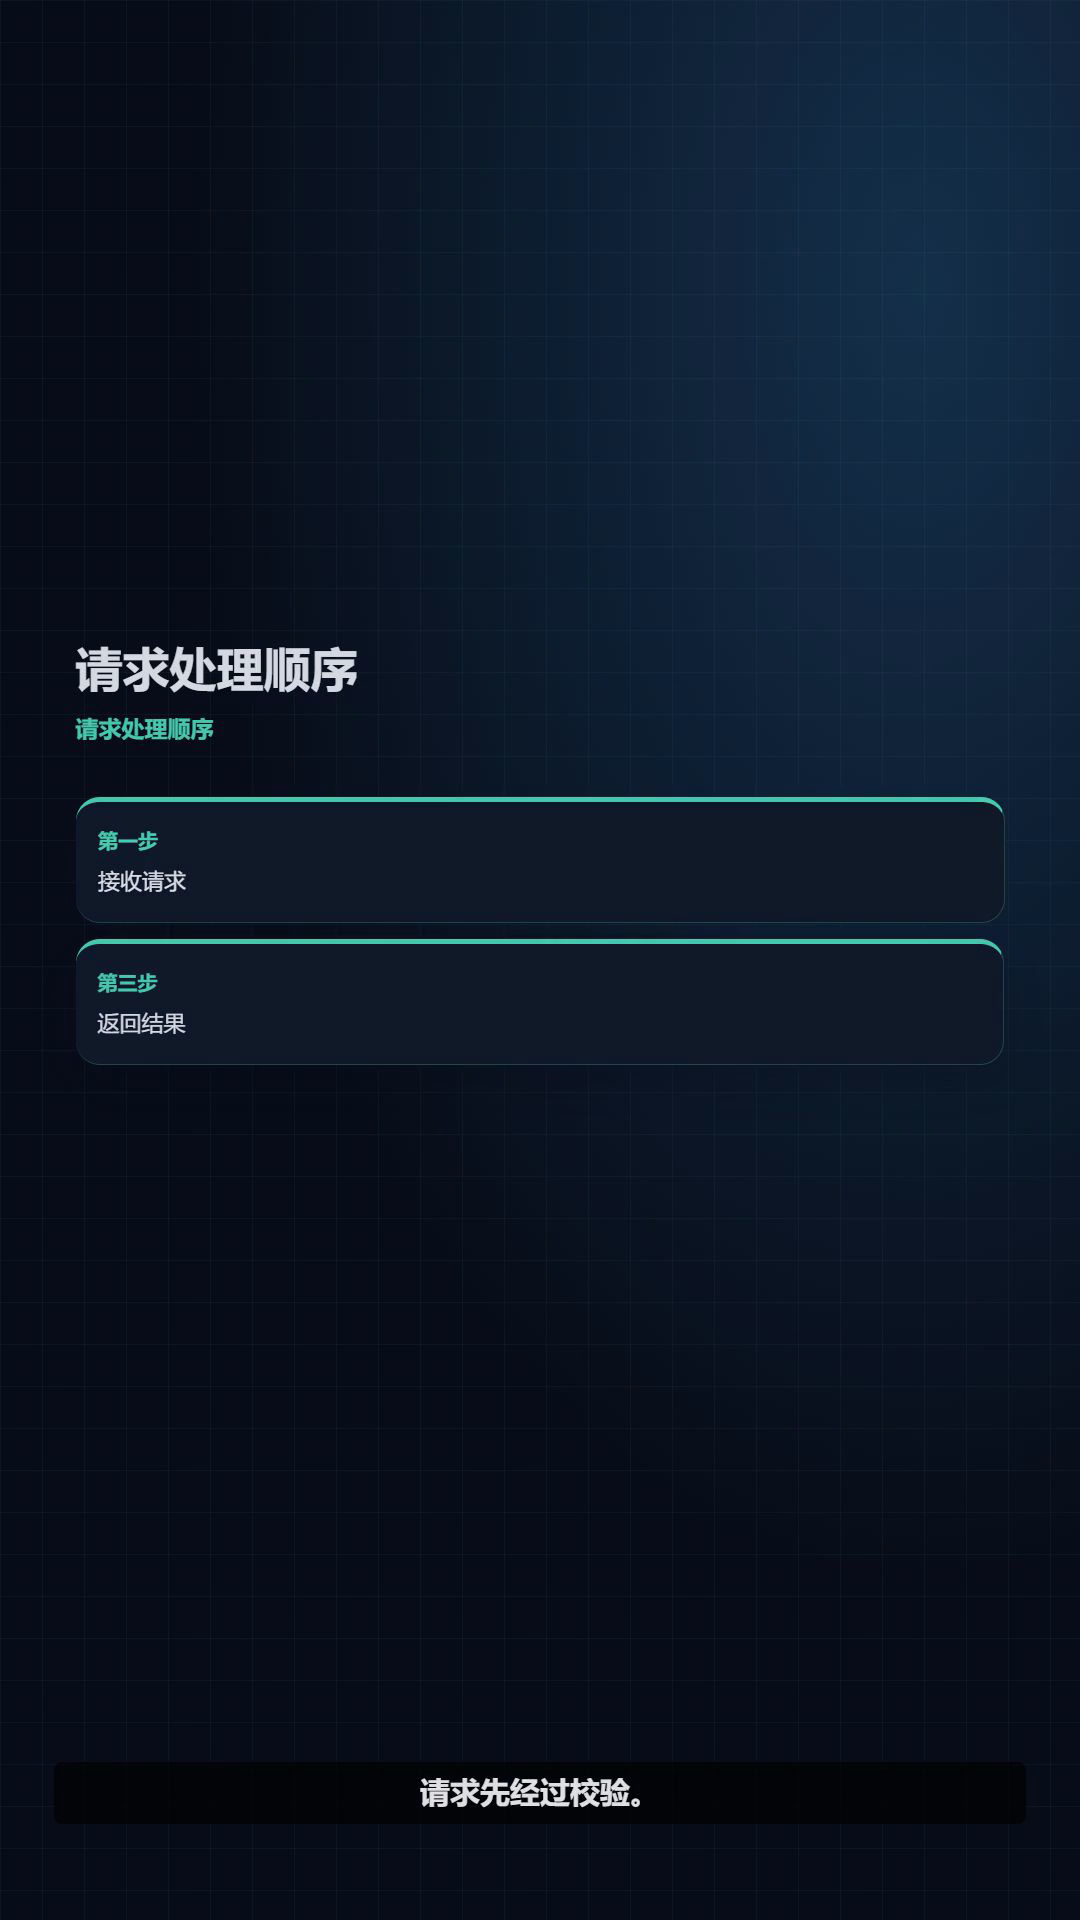 请求处理顺序
请求处理顺序
第一步
接收请求
第三步
返回结果
请求先经过校验。